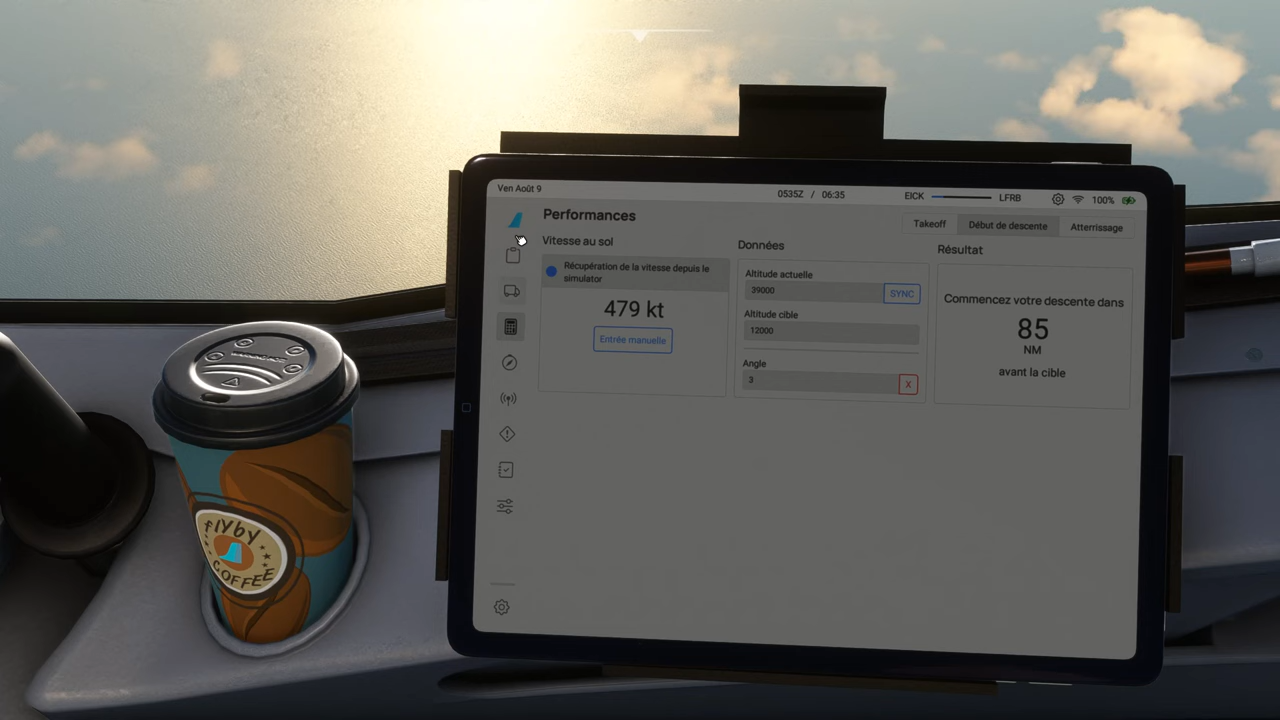 Ven Août 9
0535Z / 06:35
EICK
LFRB
100%
Performances
Takeoff
Début de descente
Atterrissage
Vitesse au sol
Récupération de la vitesse depuis le
simulator
479 kt
Entrée manuelle
Données
Altitude actuelle
39000
SYNC
Altitude cible
12000
Angle
3
X
Résultat
Commencez votre descente dans
85
NM
avant la cible
flyby
COFFEE